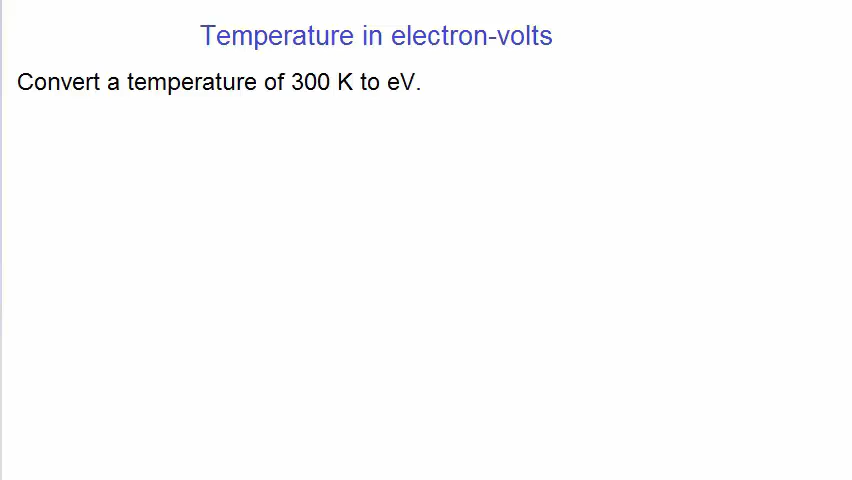 Temperature in electron-volts
Convert a temperature of 300 K to eV.